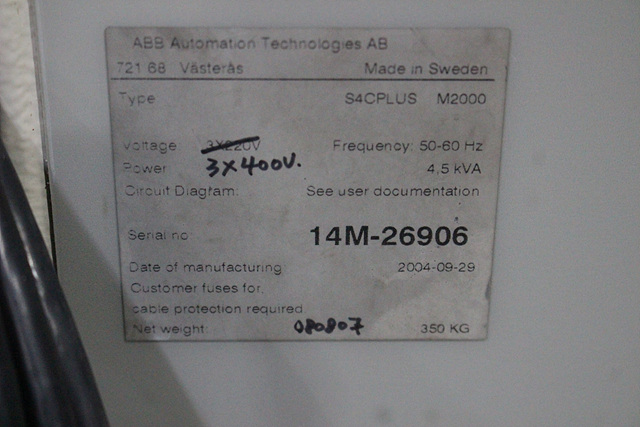 ABB Automation Technologies AB
721 68 Västerås Made in Sweden
Type S4CPLUS M2000
Voltage: 3X220V Frequency: 50-60 Hz
Power 3X400V. 4,5 kVA
Circuit Diagram: See user documentation
Serial no 14M-26906
Date of manufacturing 2004-09-29
Customer fuses for,
cable protection required.
Net weight: 080807 350 KG